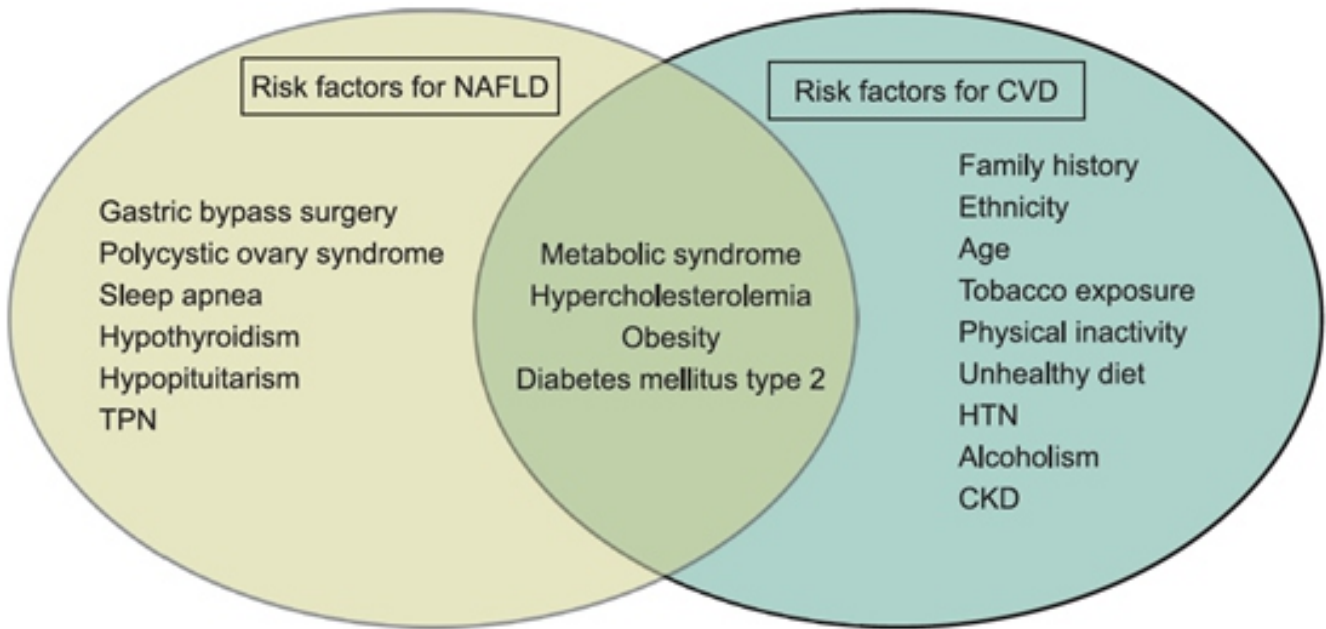 Risk factors for NAFLD
Gastric bypass surgery
Polycystic ovary syndrome
Sleep apnea
Hypothyroidism
Hypopituitarism
TPN
Metabolic syndrome
Hypercholesterolemia
Obesity
Diabetes mellitus type 2
Risk factors for CVD
Family history
Ethnicity
Age
Tobacco exposure
Physical inactivity
Unhealthy diet
HTN
Alcoholism
CKD